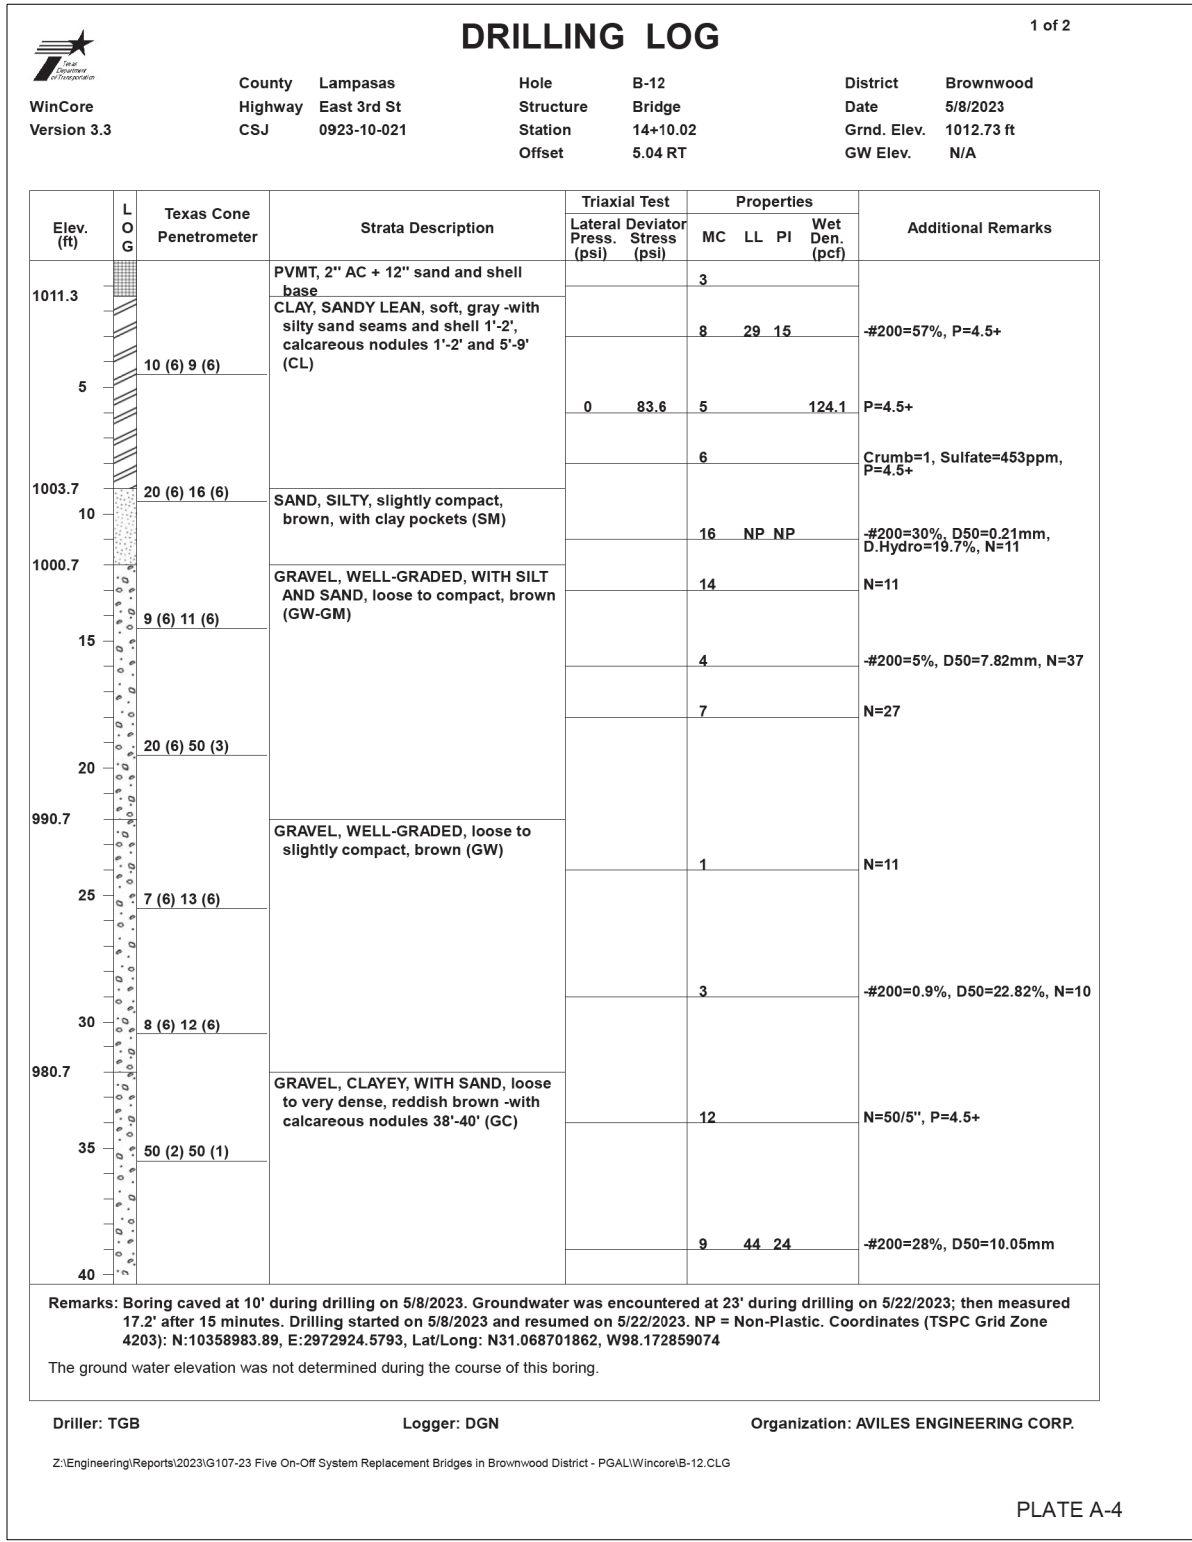 DRILLING LOG
1 of 2
Texas
Department
of Transportation
WinCore
Version 3.3
County Lampasas
Highway East 3rd St
CSJ 0923-10-021
Hole B-12
Structure Bridge
Station 14+10.02
Offset 5.04 RT
District Brownwood
Date 5/8/2023
Grnd. Elev. 1012.73 ft
GW Elev. N/A
Elev.
(ft)
L
O
G
Texas Cone
Penetrometer
Strata Description
Triaxial Test
Lateral Deviator
Press. Stress
(psi) (psi)
Properties
MC LL PI Wet
Den.
(pcf)
Additional Remarks
PVMT, 2" AC + 12" sand and shell
base
3
1011.3
CLAY, SANDY LEAN, soft, gray -with
silty sand seams and shell 1'-2',
calcareous nodules 1'-2' and 5'-9'
(CL)
8 29 15 -#200=57%, P=4.5+
10 (6) 9 (6)
5
0 83.6 5 124.1 P=4.5+
6 Crumb=1, Sulfate=453ppm,
P=4.5+
1003.7 20 (6) 16 (6)
SAND, SILTY, slightly compact,
brown, with clay pockets (SM)
10
16 NP NP -#200=30%, D50=0.21mm,
D.Hydro=19.7%, N=11
1000.7
GRAVEL, WELL-GRADED, WITH SILT
AND SAND, loose to compact, brown
(GW-GM)
14 N=11
9 (6) 11 (6)
15
4 -#200=5%, D50=7.82mm, N=37
7 N=27
20 (6) 50 (3)
20
990.7
GRAVEL, WELL-GRADED, loose to
slightly compact, brown (GW)
1 N=11
25 7 (6) 13 (6)
3 -#200=0.9%, D50=22.82%, N=10
30 8 (6) 12 (6)
980.7
GRAVEL, CLAYEY, WITH SAND, loose
to very dense, reddish brown -with
calcareous nodules 38'-40' (GC)
12 N=50/5", P=4.5+
35 50 (2) 50 (1)
9 44 24 -#200=28%, D50=10.05mm
40
Remarks: Boring caved at 10' during drilling on 5/8/2023. Groundwater was encountered at 23' during drilling on 5/22/2023; then measured
17.2' after 15 minutes. Drilling started on 5/8/2023 and resumed on 5/22/2023. NP = Non-Plastic. Coordinates (TSPC Grid Zone
4203): N:10358983.89, E:2972924.5793, Lat/Long: N31.068701862, W98.172859074
The ground water elevation was not determined during the course of this boring.
Driller: TGB
Logger: DGN
Organization: AVILES ENGINEERING CORP.
Z:\Engineering\Reports\2023\G107-23 Five On-Off System Replacement Bridges in Brownwood District - PGAL\Wincore\B-12.CLG
PLATE A-4